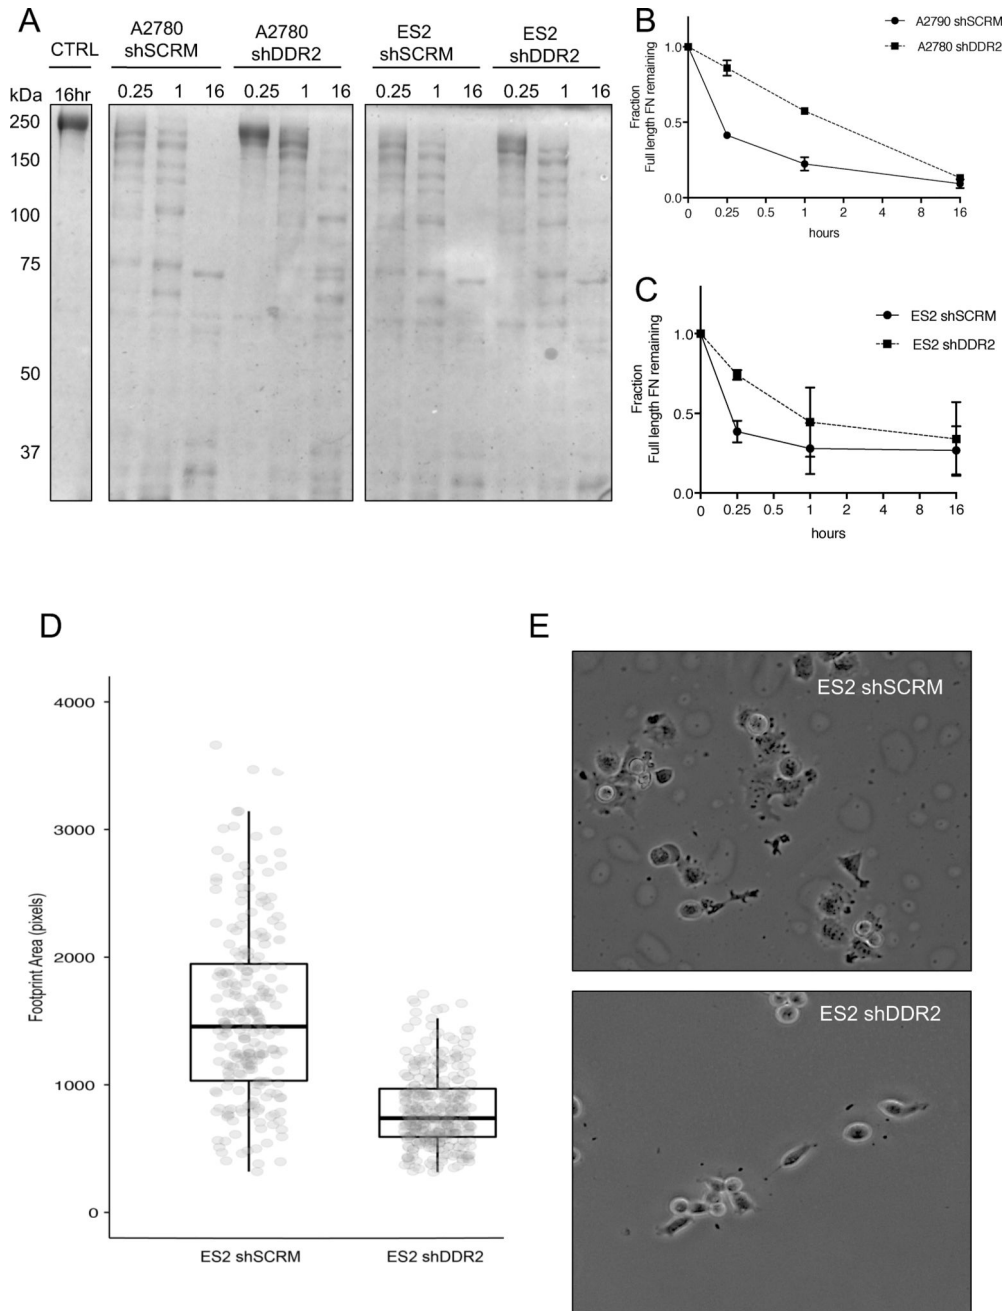 A
CTRL
A2780
shSCRM
A2780
shDDR2
ES2
shSCRM
ES2
shDDR2
kDa
16hr
0.25 1 16
0.25 1 16
0.25 1 16
0.25 1 16
250
150
100
75
50
37
B
A2790 shSCRM
A2780 shDDR2
Fraction
Full length FN remaining
1.0
0.5
0.0
0 0.25 0.5 1 2 4 8 16
hours
C
ES2 shSCRM
ES2 shDDR2
Fraction
Full length FN remaining
1.0
0.5
0.0
0 0.25 0.5 1 2 4 8 16
hours
D
Footprint Area (pixels)
4000
3000
2000
1000
0
ES2 shSCRM
ES2 shDDR2
E
ES2 shSCRM
ES2 shDDR2